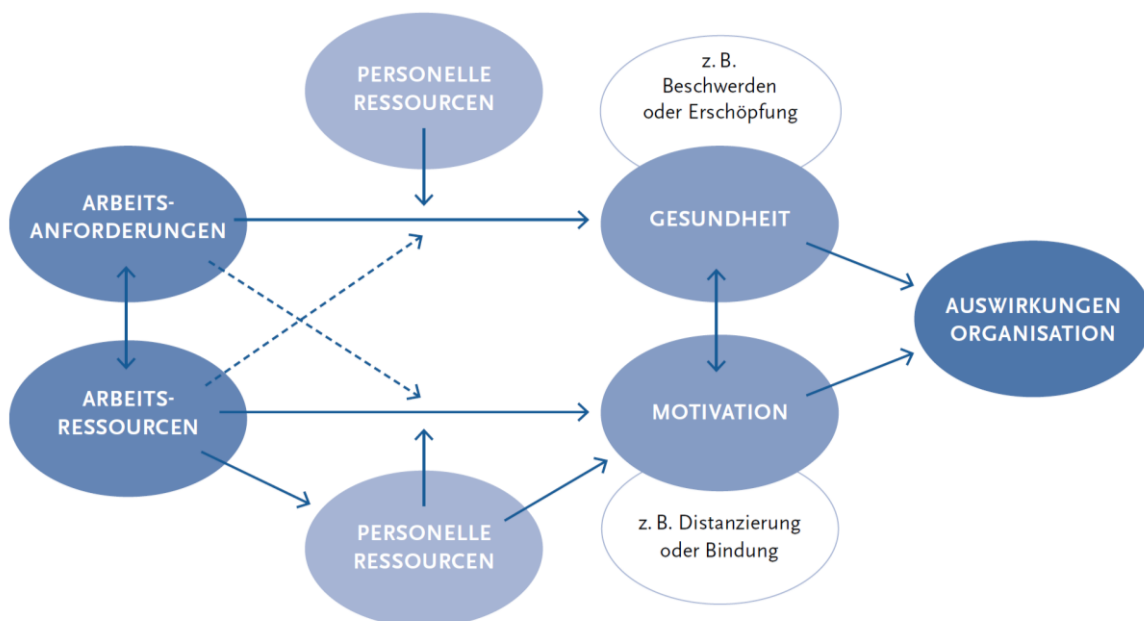 PERSONELLE
RESSOURCEN
z. B.
Beschwerden
oder Erschöpfung
ARBEITS-
ANFORDERUNGEN
GESUNDHEIT
AUSWIRKUNGEN
ORGANISATION
ARBEITS-
RESSOURCEN
MOTIVATION
PERSONELLE
RESSOURCEN
z. B. Distanzierung
oder Bindung